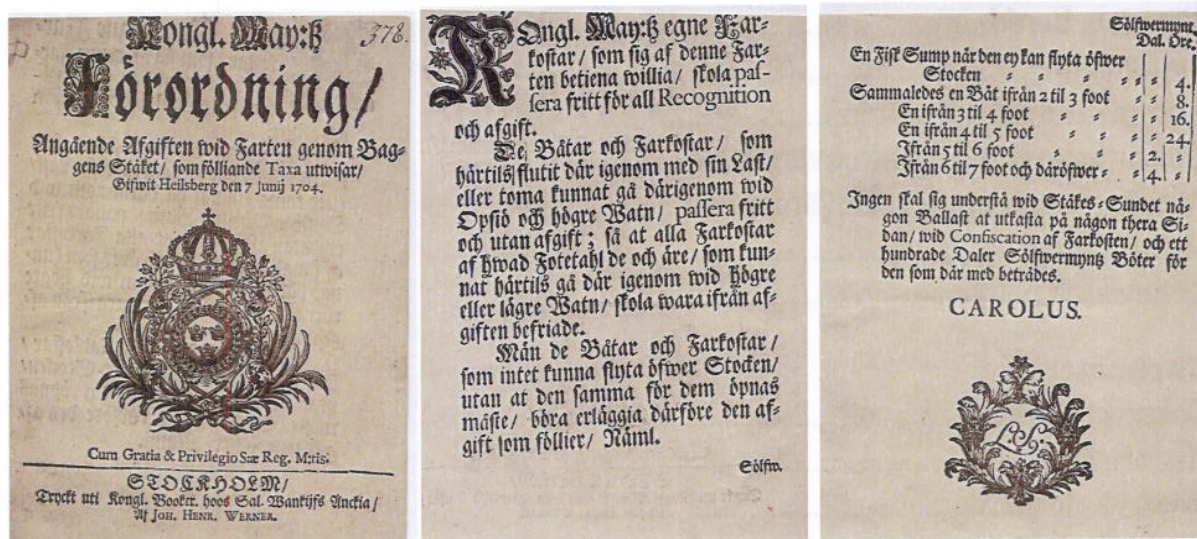 Kongl. May:tz
378.
Förordning/
Angående Afgiften wid Farten genom Bag-
gens Stäket/ som fölliande Taxa utwisar/
Gifwit Heilsberg den 7 Junij 1704.
Cum Gratia & Privilegio S:æ Reg. M:tis.
STOCKHOLM/
Tryckt uti Kongl. Booktr. hoos Sal. Wankijfs Änckia/
Af JOH. HENR. WERNER.
KOngl. May:tz egne Far-
kostar/ som sig af denne Far-
ten betiena willia/ skola pas-
sera fritt för all Recognition
och afgift.
De Båtar och Farkostar/ som
härtils flutit där igenom med sin Last/
eller toma kunnat gå därigenom wid
Opsiö och högre Watn/ passera fritt
och utan afgift; så at alla Farkostar
af hwad Fotetahl de och äre/ som kun-
nat härtils gå där igenom wid högre
eller lägre Watn/ skola wara ifrån af-
giften befriade.
Män de Båtar och Farkostar/
som intet kunna flyta öfwer Stocken/
utan at den samma för dem öpnas
måste/ böra erläggia därföre den af-
gift som föllier/ Näml.
Sölfw.
Sölfwermynt.
Dal. Öre.
En Fisk Sump när den ey kan flyta öfwer
Stocken 4.
Sammaledes en Båt ifrån 2 til 3 foot 8.
En ifrån 3 til 4 foot 16.
En ifrån 4 til 5 foot 24.
Ifrån 5 til 6 foot 2.
Ifrån 6 til 7 foot och däröfwer 4.
Ingen skal sig understå wid Stäkes-Sundet nå-
gon Ballast at utkasta på någon thera Si-
dan/ wid Confiscation af Farkosten/ och ett
hundrade Daler Sölfwermyntz Böter för
den som där med beträdes.
CAROLUS.